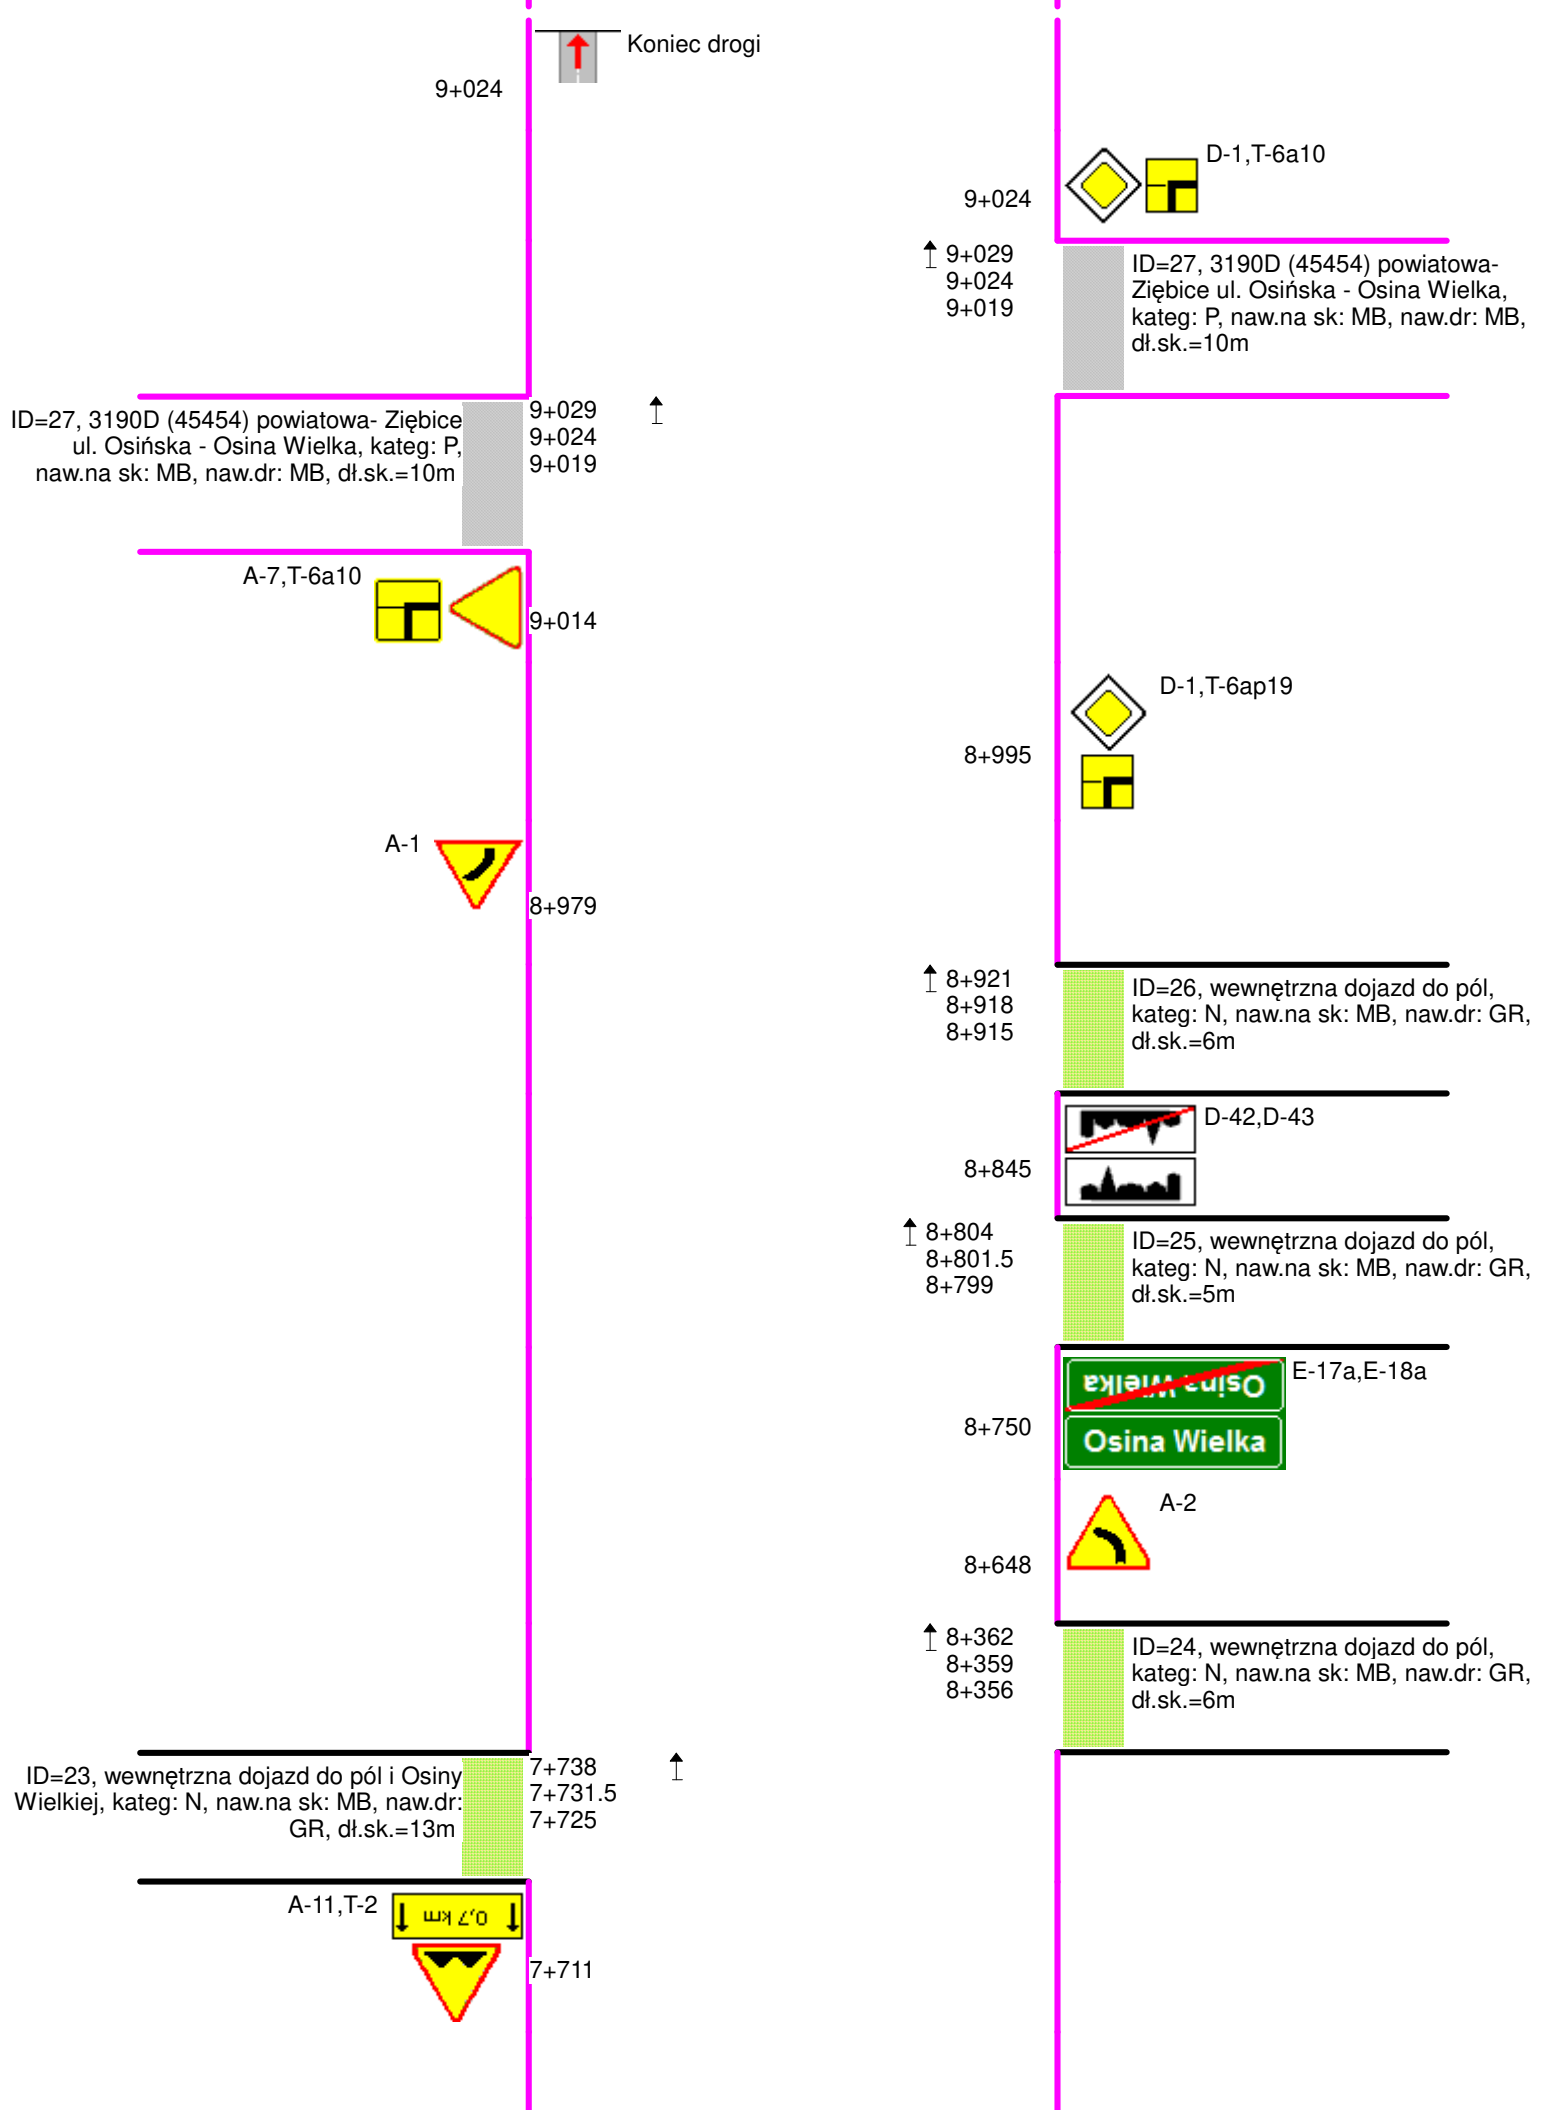 Koniec drogi
9+024
D-1,T-6a10
9+024
9+029
9+024
9+019
ID=27, 3190D (45454) powiatowa-
Ziębice ul. Osińska - Osina Wielka,
kateg: P, naw.na sk: MB, naw.dr: MB,
dł.sk.=10m
ID=27, 3190D (45454) powiatowa- Ziębice
ul. Osińska - Osina Wielka, kateg: P,
naw.na sk: MB, naw.dr: MB, dł.sk.=10m
9+029
9+024
9+019
A-7,T-6a10
9+014
D-1,T-6ap19
8+995
A-1
8+979
8+921
8+918
8+915
ID=26, wewnętrzna dojazd do pól,
kateg: N, naw.na sk: MB, naw.dr: GR,
dł.sk.=6m
D-42,D-43
8+845
8+804
8+801.5
8+799
ID=25, wewnętrzna dojazd do pól,
kateg: N, naw.na sk: MB, naw.dr: GR,
dł.sk.=5m
Osina Wielka
E-17a,E-18a
8+750
Osina Wielka
A-2
8+648
8+362
8+359
8+356
ID=24, wewnętrzna dojazd do pól,
kateg: N, naw.na sk: MB, naw.dr: GR,
dł.sk.=6m
ID=23, wewnętrzna dojazd do pól i Osiny
Wielkiej, kateg: N, naw.na sk: MB, naw.dr:
GR, dł.sk.=13m
7+738
7+731.5
7+725
A-11,T-2
0,7 km
7+711